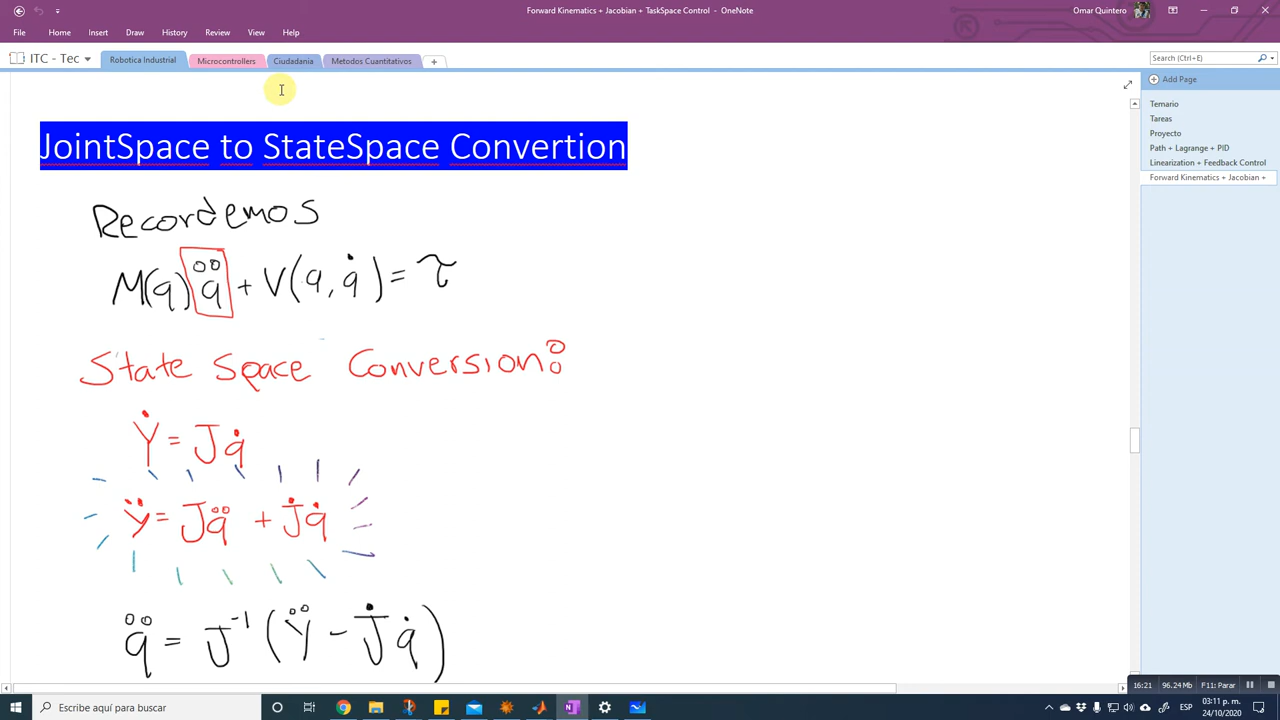 Forward Kinematics + Jacobian + TaskSpace Control - OneNote
Omar Quintero
File Home Insert Draw History Review View Help
ITC - Tec
Robotica Industrial Microcontrollers Ciudadania Metodos Cuantitativos
Search (Ctrl+E)
Add Page
Temario
Tareas
Proyecto
Path + Lagrange + PID
Linearization + Feedback Control
Forward Kinematics + Jacobian +
JointSpace to StateSpace Convertion
Recordemos
M(q) q̈ + V(q, q̇) = τ
State Space Conversion:
Ẏ = J q̇
Ÿ = J q̈ + J̇ q̇
q̈ = J⁻¹ (Ÿ - J̇ q̇)
16:21 96.24 MB F11: Parar
Escribe aquí para buscar
ESP
03:11 p. m.
24/10/2020